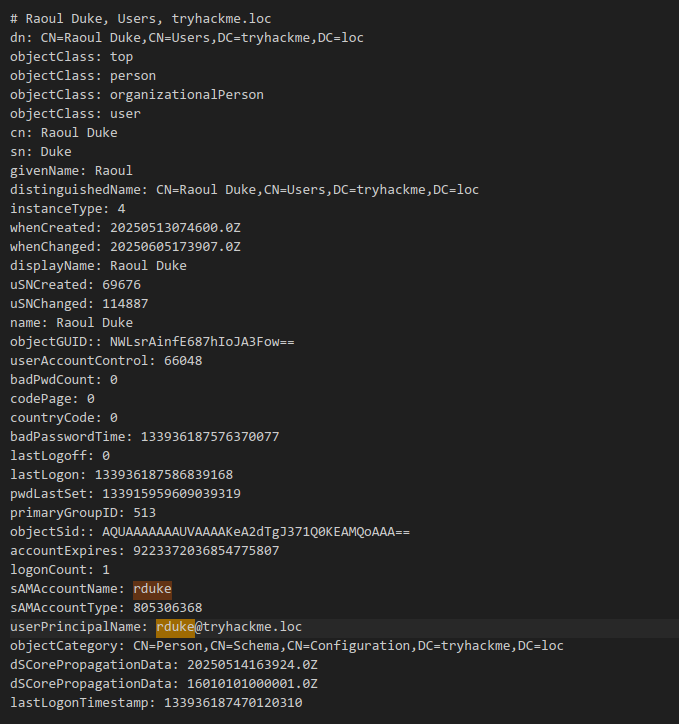 # Raoul Duke, Users, tryhackme.loc
dn: CN=Raoul Duke,CN=Users,DC=tryhackme,DC=loc
objectClass: top
objectClass: person
objectClass: organizationalPerson
objectClass: user
cn: Raoul Duke
sn: Duke
givenName: Raoul
distinguishedName: CN=Raoul Duke,CN=Users,DC=tryhackme,DC=loc
instanceType: 4
whenCreated: 20250513074600.0Z
whenChanged: 20250605173907.0Z
displayName: Raoul Duke
uSNCreated: 69676
uSNChanged: 114887
name: Raoul Duke
objectGUID:: NWLsrAinfE687hIoJA3Fow==
userAccountControl: 66048
badPwdCount: 0
codePage: 0
countryCode: 0
badPasswordTime: 133936187576370077
lastLogoff: 0
lastLogon: 133936187586839168
pwdLastSet: 133915959609039319
primaryGroupID: 513
objectSid:: AQUAAAAAAAUVAAAAKeA2dTgJ371Q0KEAMQoAAA==
accountExpires: 9223372036854775807
logonCount: 1
sAMAccountName: rduke
sAMAccountType: 805306368
userPrincipalName: rduke@tryhackme.loc
objectCategory: CN=Person,CN=Schema,CN=Configuration,DC=tryhackme,DC=loc
dSCorePropagationData: 20250514163924.0Z
dSCorePropagationData: 16010101000001.0Z
lastLogonTimestamp: 133936187470120310